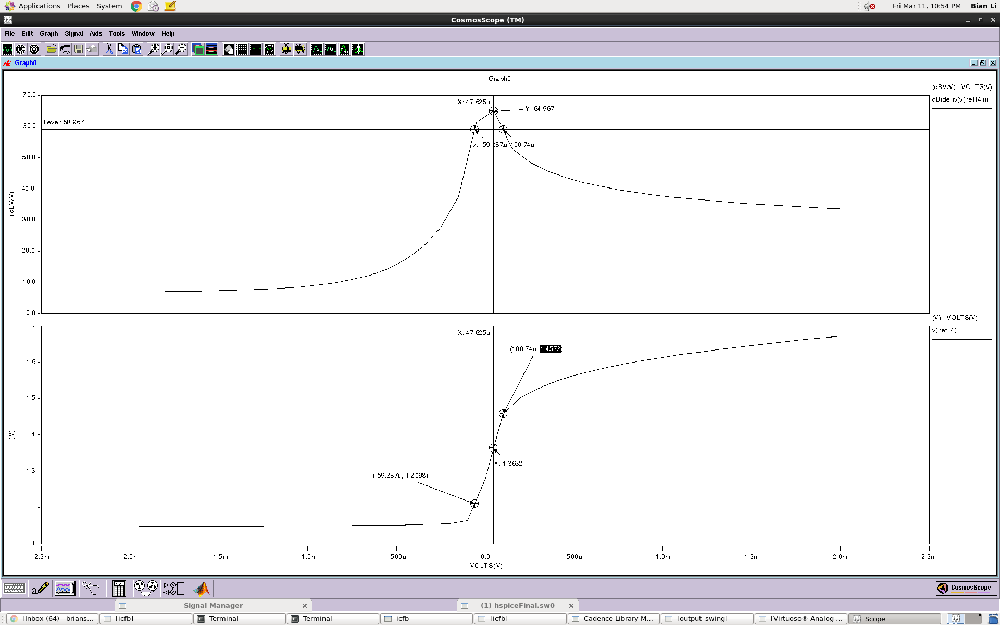 Applications Places System
Fri Mar 11, 10:54 PM Bian Li
CosmosScope (TM)
File Edit Graph Signal Axis Tools Window Help
Graph0
Graph0
(dBV/V) : VOLTS(V)
dB(deriv(v(net14)))
70.0
60.0
50.0
40.0
30.0
20.0
10.0
0.0
(dBV/V)
X: 47.625u
Y: 64.967
Level: 58.967
x: -59.387u
100.74u
(V) : VOLTS(V)
v(net14)
1.7
1.6
1.5
1.4
1.3
1.2
1.1
(V)
X: 47.625u
(100.74u, 1.4573)
Y: 1.3632
(-59.387u, 1.2098)
-2.5m -2.0m -1.5m -1.0m -500u 0.0 500u 1.0m 1.5m 2.0m 2.5m
VOLTS(V)
CosmosScope
Signal Manager
(1) hspiceFinal.sw0
[Inbox (64) - brians... [icfb] Terminal Terminal icfb [icfb] Cadence Library M... [output_swing] [Virtuoso® Analog ... Scope